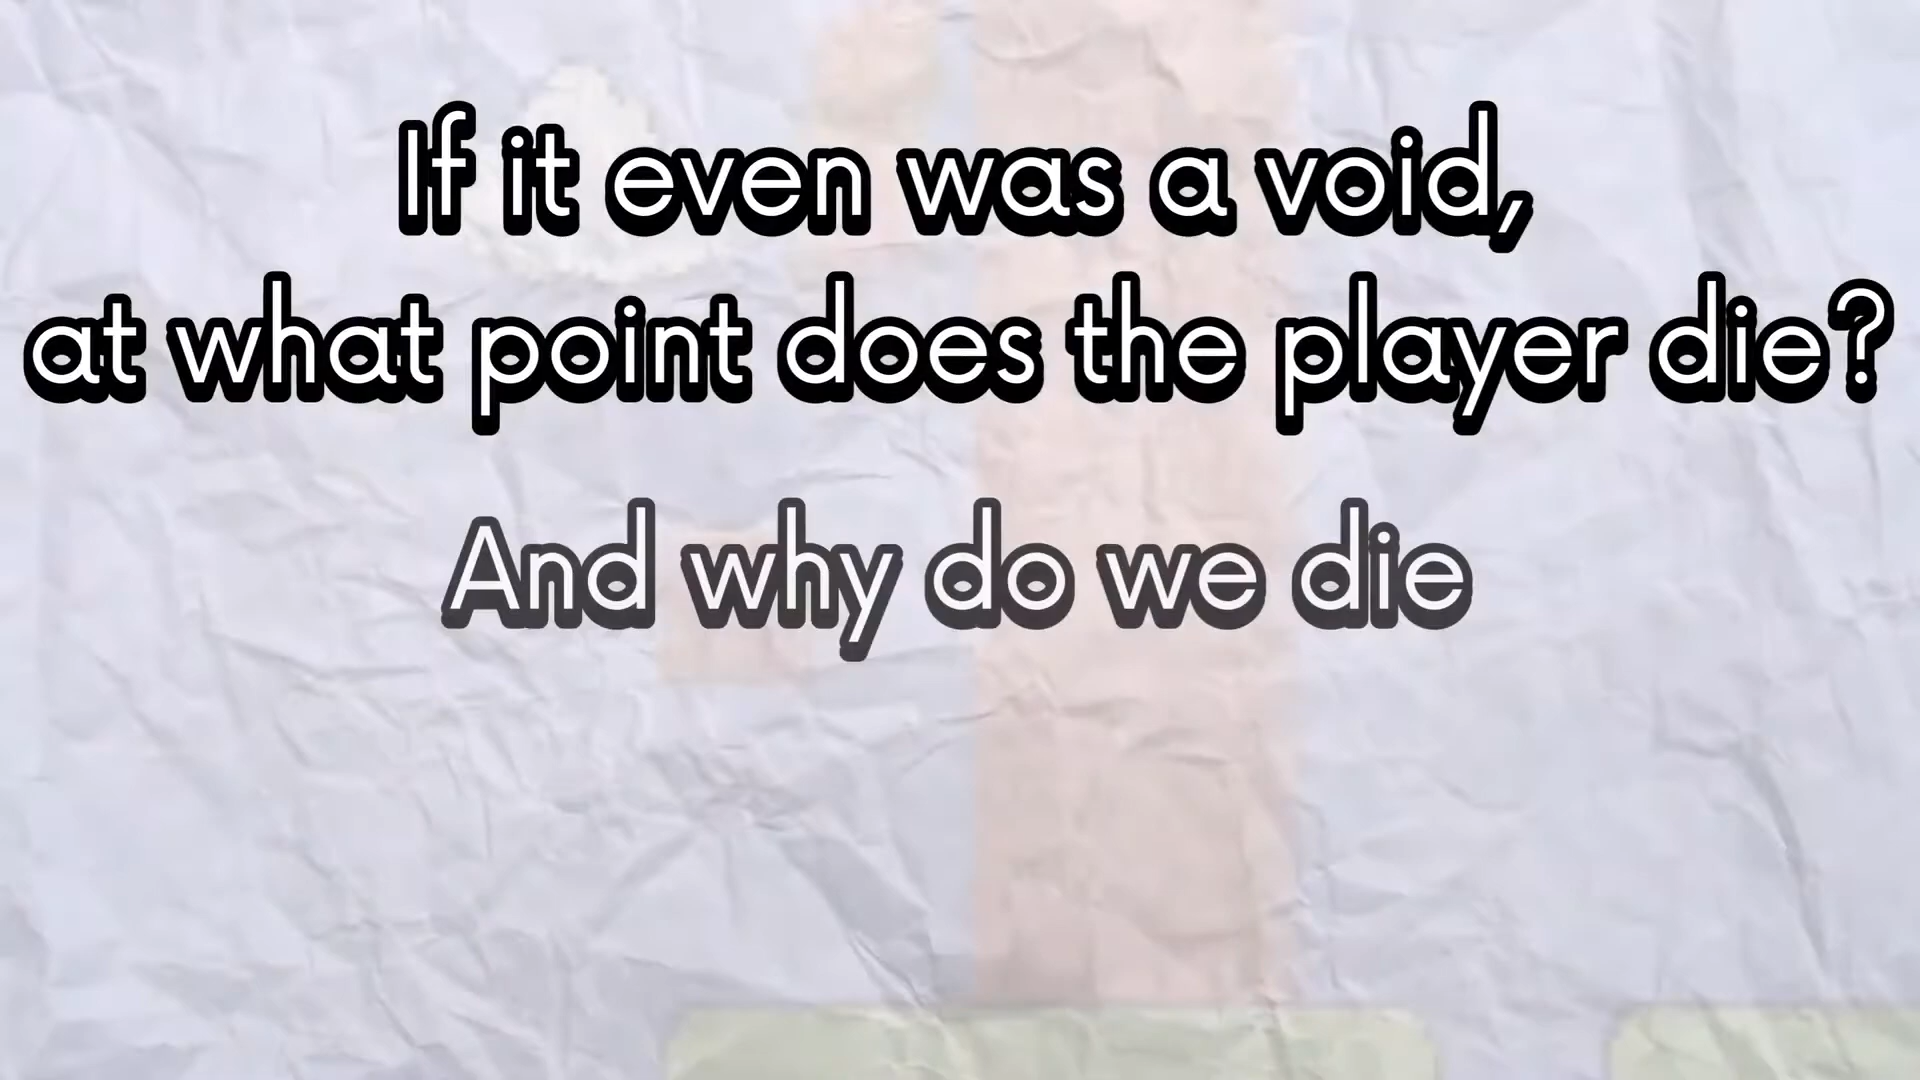 If it even was a void,
at what point does the player die?
And why do we die